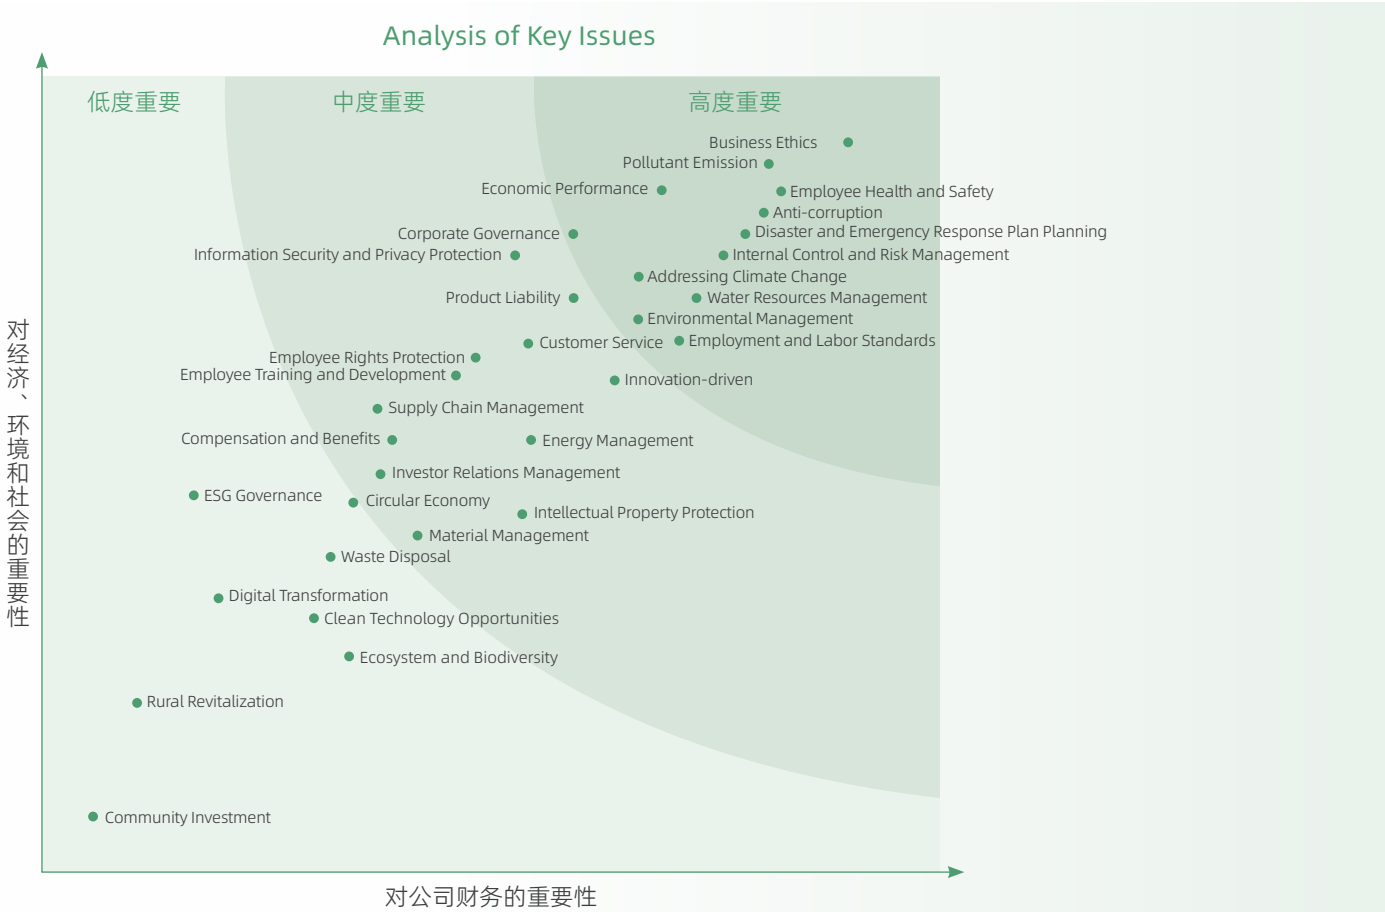 Analysis of Key Issues
低度重要
中度重要
高度重要
Business Ethics
Pollutant Emission
Economic Performance
Employee Health and Safety
Anti-corruption
Corporate Governance
Disaster and Emergency Response Plan Planning
Information Security and Privacy Protection
Internal Control and Risk Management
Addressing Climate Change
Product Liability
Water Resources Management
Environmental Management
Customer Service
Employment and Labor Standards
Employee Rights Protection
Employee Training and Development
Innovation-driven
Supply Chain Management
Compensation and Benefits
Energy Management
Investor Relations Management
ESG Governance
Circular Economy
Intellectual Property Protection
Material Management
Waste Disposal
Digital Transformation
Clean Technology Opportunities
Ecosystem and Biodiversity
Rural Revitalization
Community Investment
对经济、环境和社会的重要性
对公司财务的重要性